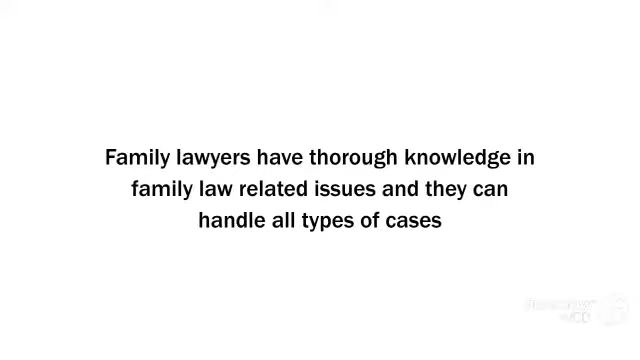 Family lawyers have thorough knowledge in
family law related issues and they can
handle all types of cases